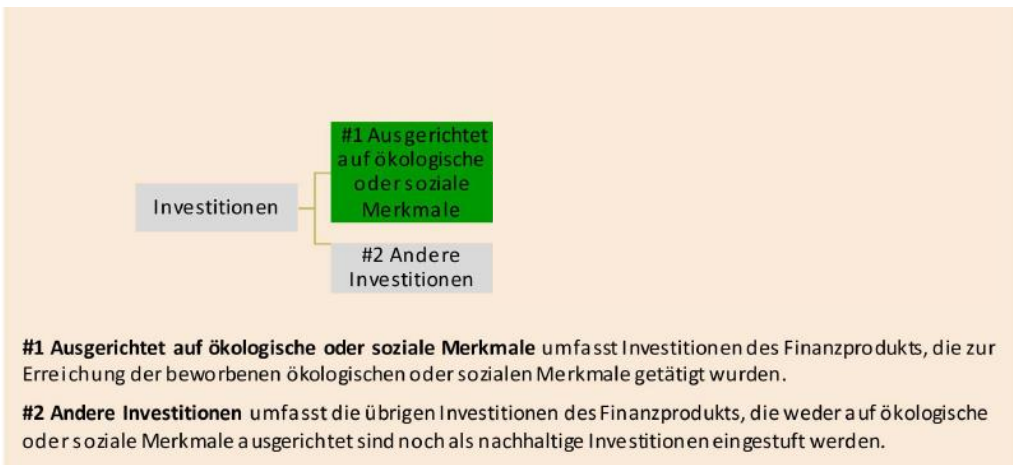 #1 Ausgerichtet
auf ökologische
oder soziale
Merkmale
Investitionen
#2 Andere
Investitionen
#1 Ausgerichtet auf ökologische oder soziale Merkmale umfasst Investitionen des Finanzprodukts, die zur
Erreichung der beworbenen ökologischen oder sozialen Merkmale getätigt wurden.
#2 Andere Investitionen umfasst die übrigen Investitionen des Finanzprodukts, die weder auf ökologische
oder soziale Merkmale ausgerichtet sind noch als nachhaltige Investitionen eingestuft werden.